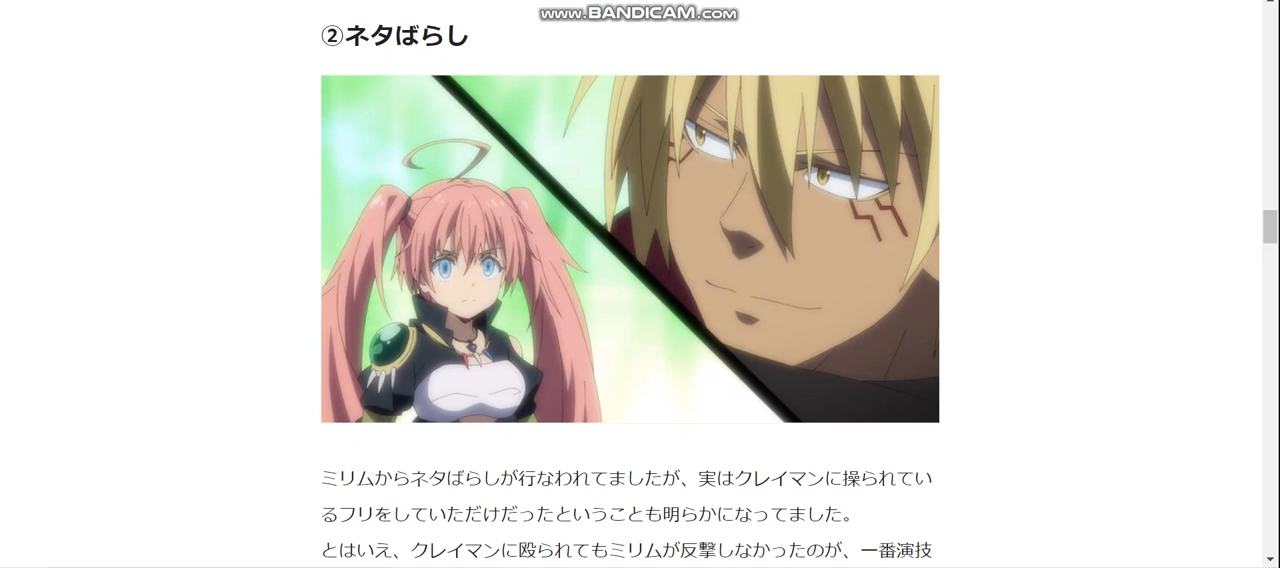 www.BANDICAM.com
②ネタばらし
ミリムからネタばらしが行なわれてましたが、実はクレイマンに操られてい
るフリをしていただけだったということも明らかになってました。
とはいえ、クレイマンに殴られてもミリムが反撃しなかったのが、一番演技